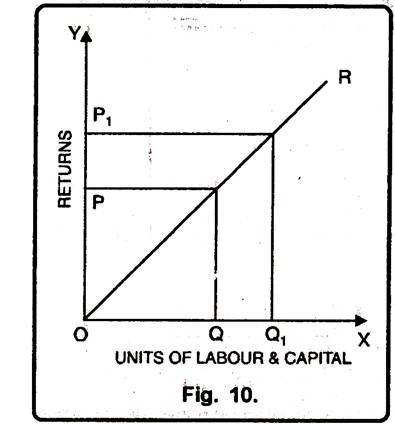 Y
R
P₁
RETURNS
P
O
Q
Q₁
X
UNITS OF LABOUR & CAPITAL
Fig. 10.